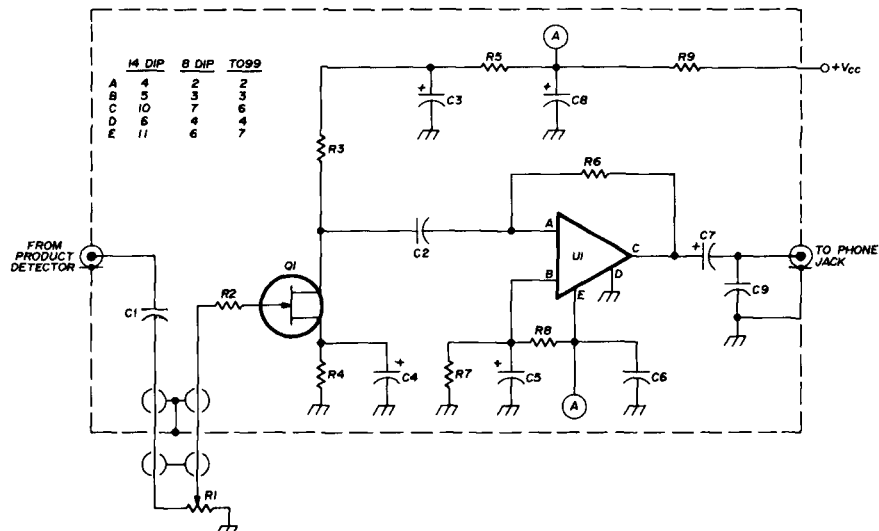 14 DIP 8 DIP TO99
A 4 2 2
B 5 3 3
C 10 7 6
D 6 4 4
E 11 6 7
A
R5
R9
+VCC
C3
C8
R3
R6
FROM
PRODUCT
DETECTOR
Q1
C2
A
U1
C
B
D
E
C7
TO PHONE
JACK
C9
C1
R2
R8
R4
C4
R7
C5
C6
A
R1